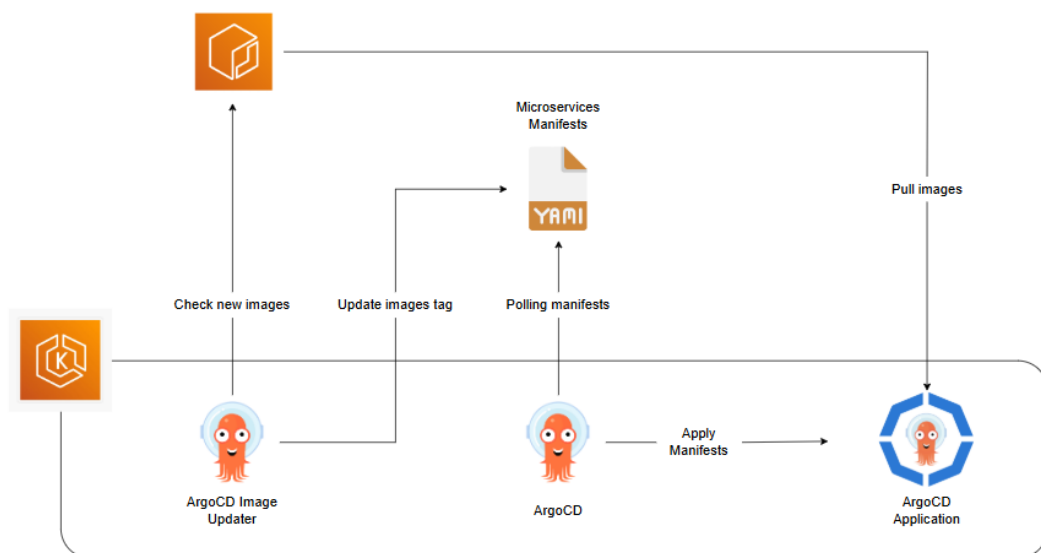 Microservices
Manifests
YAMl
Pull images
Check new images
Update images tag
Polling manifests
K
Apply
Manifests
ArgoCD Image
Updater
ArgoCD
ArgoCD
Application